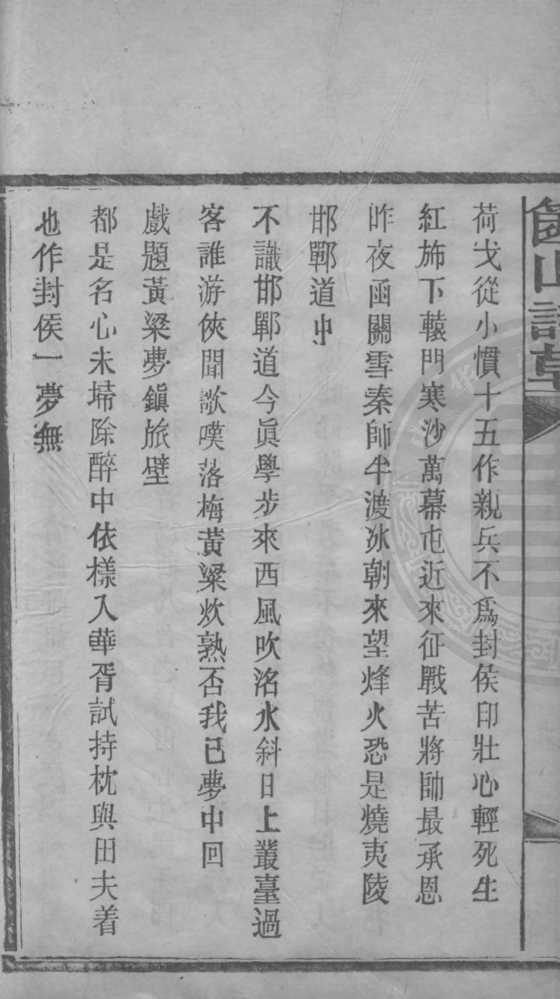 荷戈從小慣十五作親兵不爲封侯印壯心輕死生
紅斾下轅門寒沙萬幕屯近來征戰苦將帥最承恩
昨夜函關雪秦師半渡冰朝來望烽火恐是燒夷陵
邯鄲道中
不識邯鄲道今眞學步來西風吹洺水斜日上叢臺過
客誰游俠聞歌嘆落梅黃粱炊熟否我已夢中回
戲題黃粱夢鎭旅壁
都是名心未埽除醉中依樣入華胥試持枕與田夫着
也作封侯一夢無